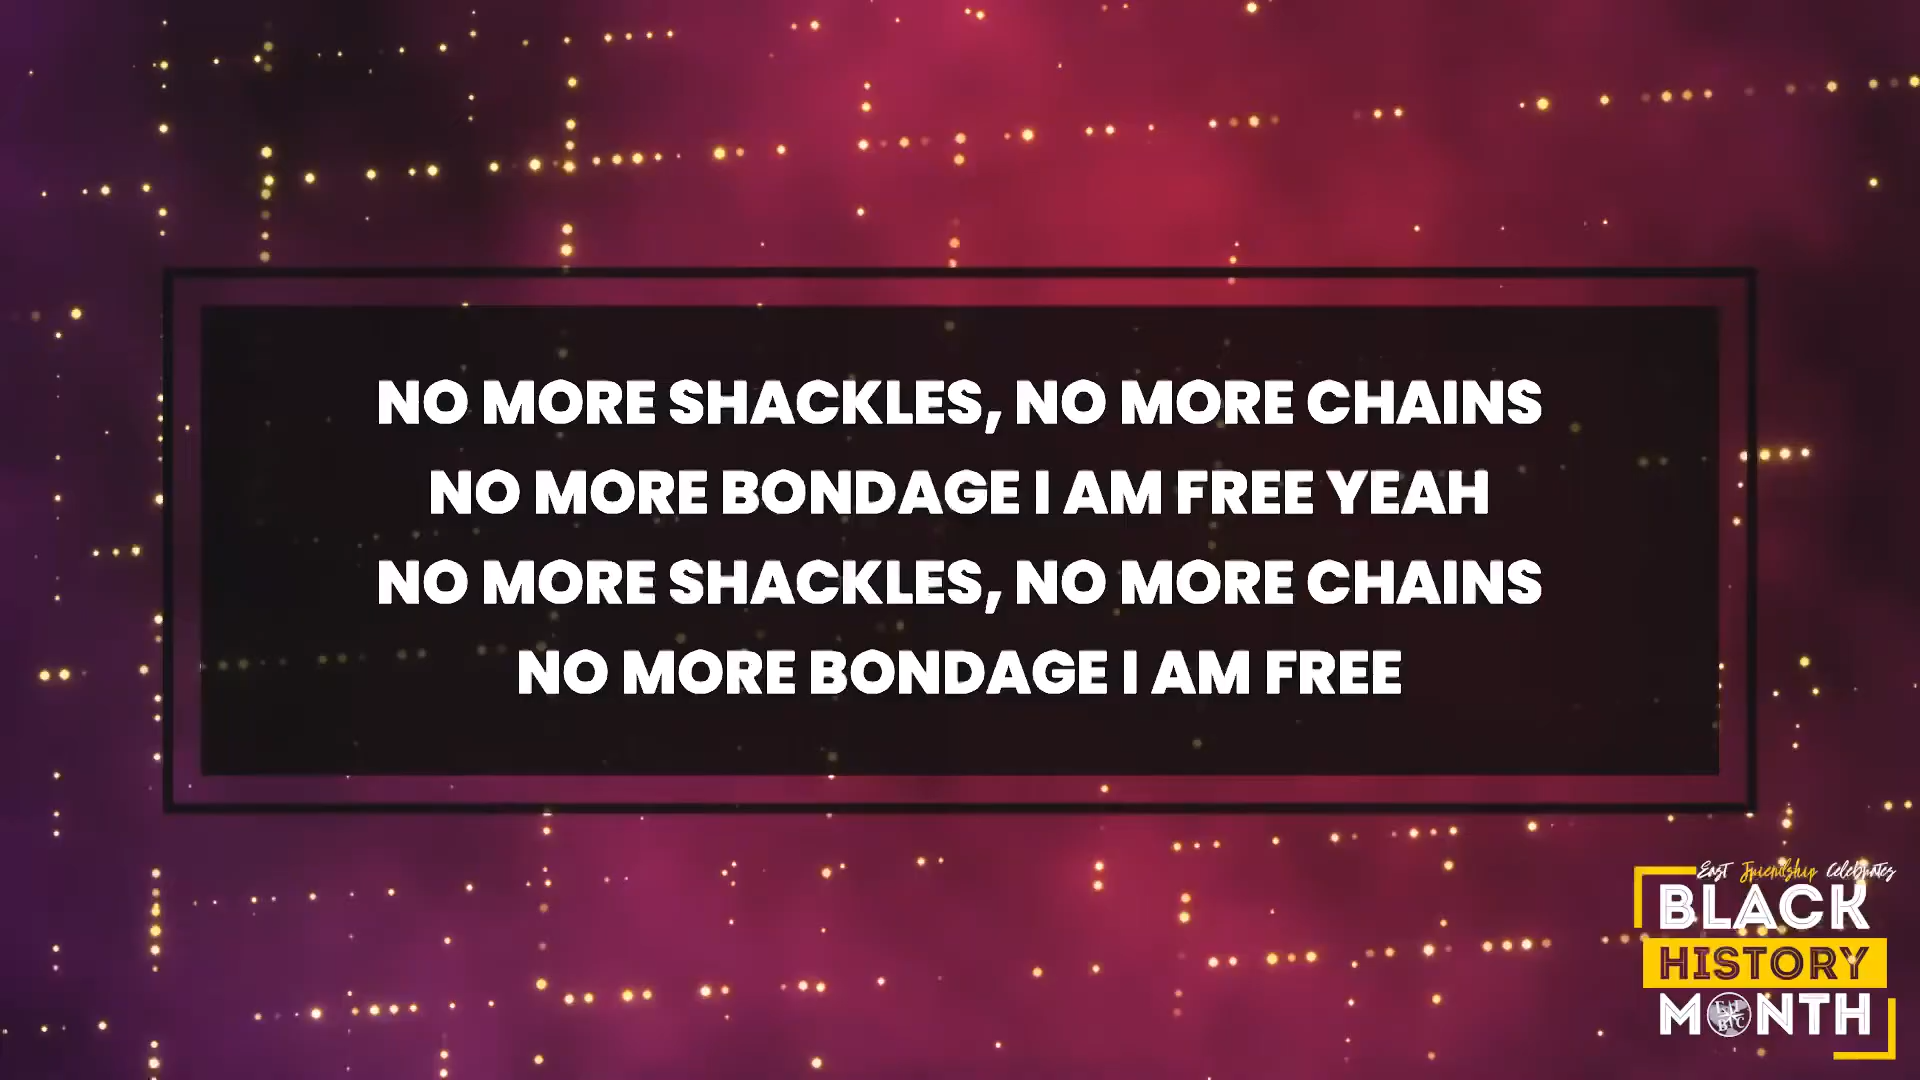 NO MORE SHACKLES, NO MORE CHAINS
NO MORE BONDAGE I AM FREE YEAH
NO MORE SHACKLES, NO MORE CHAINS
NO MORE BONDAGE I AM FREE
East Friendship Celebrates
BLACK
HISTORY
MONTH